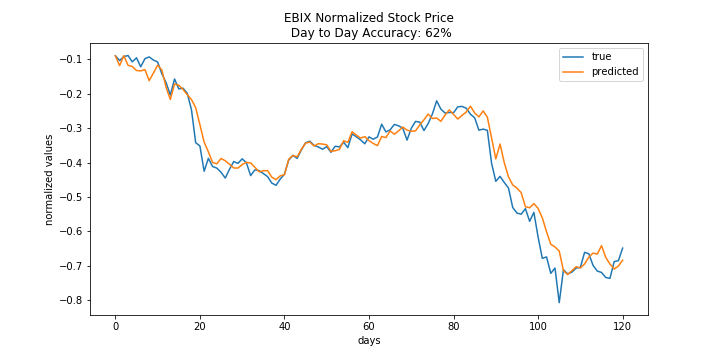 EBIX Normalized Stock Price
Day to Day Accuracy: 62%
true
predicted
normalized values
−0.1
−0.2
−0.3
−0.4
−0.5
−0.6
−0.7
−0.8
0
20
40
60
80
100
120
days